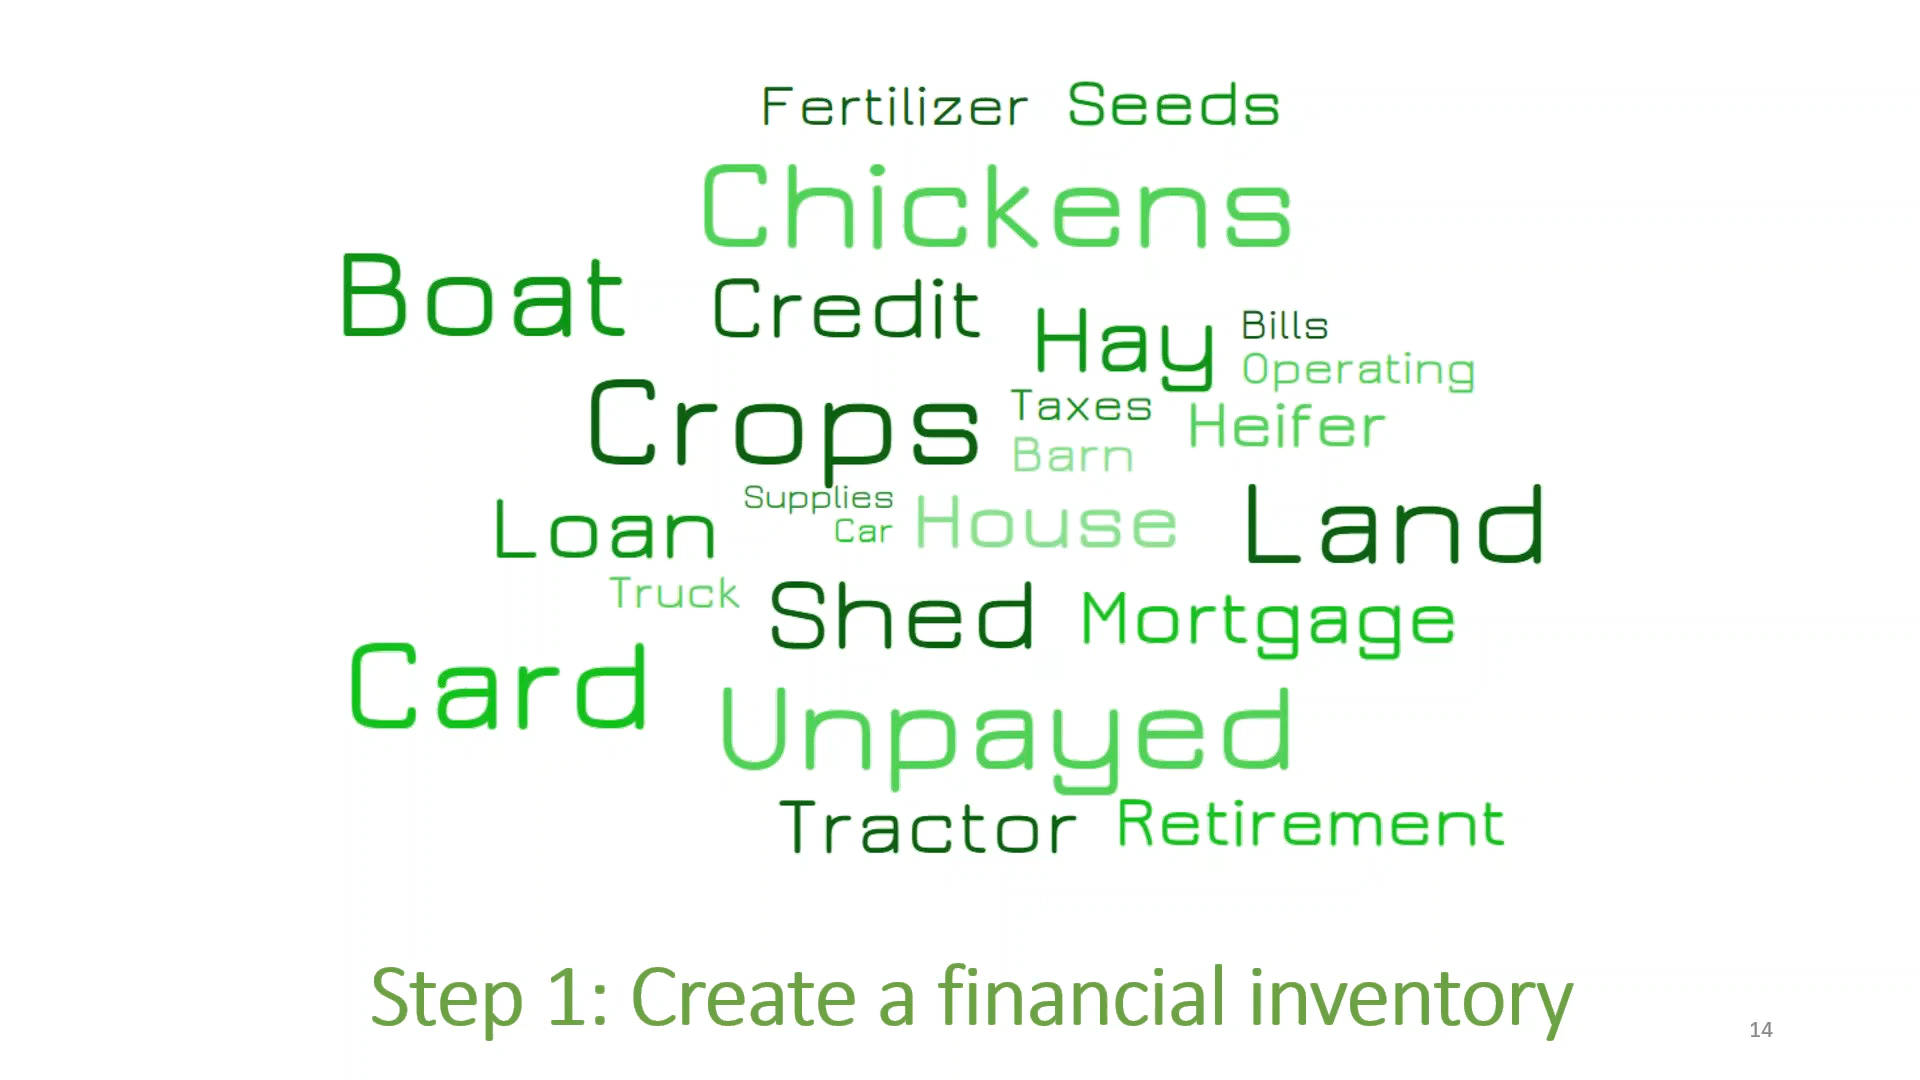 Fertilizer Seeds
Chickens
Boat Credit Hay Bills
Operating
Crops Taxes Heifer
Barn
Supplies
Loan Car House Land
Truck Shed Mortgage
Card Unpayed
Tractor Retirement
Step 1: Create a financial inventory
14